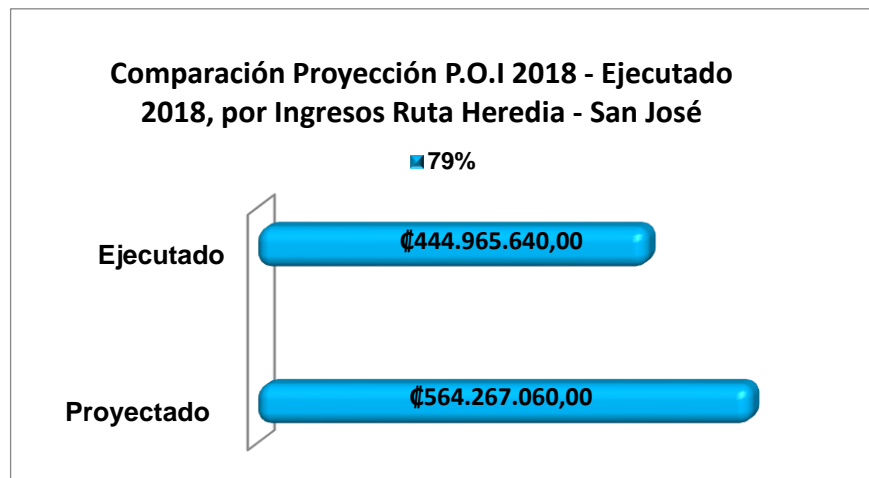 Comparación Proyección P.O.I 2018 - Ejecutado
2018, por Ingresos Ruta Heredia - San José
79%
Ejecutado
₡444.965.640,00
Proyectado
₡564.267.060,00